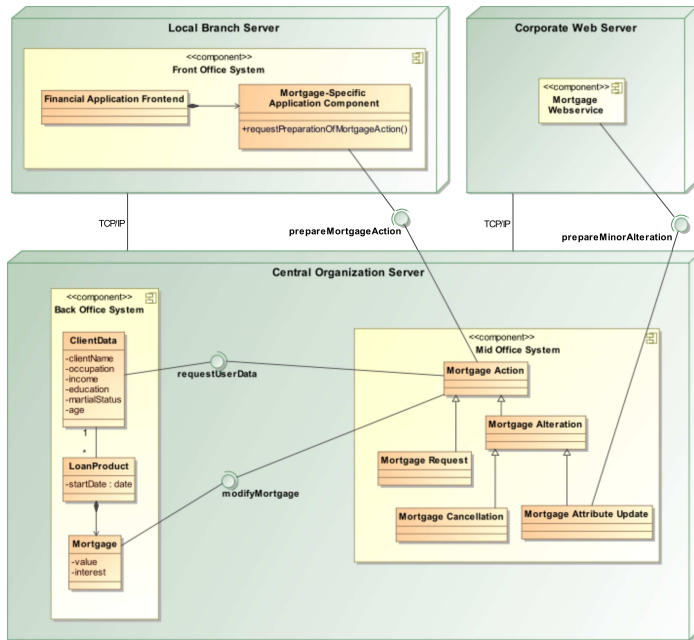 Local Branch Server
<<component>>
Front Office System
Financial Application Frontend
Mortgage-Specific
Application Component
+requestPreparationOfMortgageAction()
Corporate Web Server
<<component>>
Mortgage
Webservice
TCP/IP
prepareMortgageAction
TCP/IP
prepareMinorAlteration
Central Organization Server
<<component>>
Back Office System
ClientData
-clientName
-occupation
-income
-education
-martialStatus
-age
1
*
LoanProduct
-startDate : date
Mortgage
-value
-interest
requestUserData
modifyMortgage
<<component>>
Mid Office System
Mortgage Action
Mortgage Alteration
Mortgage Request
Mortgage Cancellation
Mortgage Attribute Update